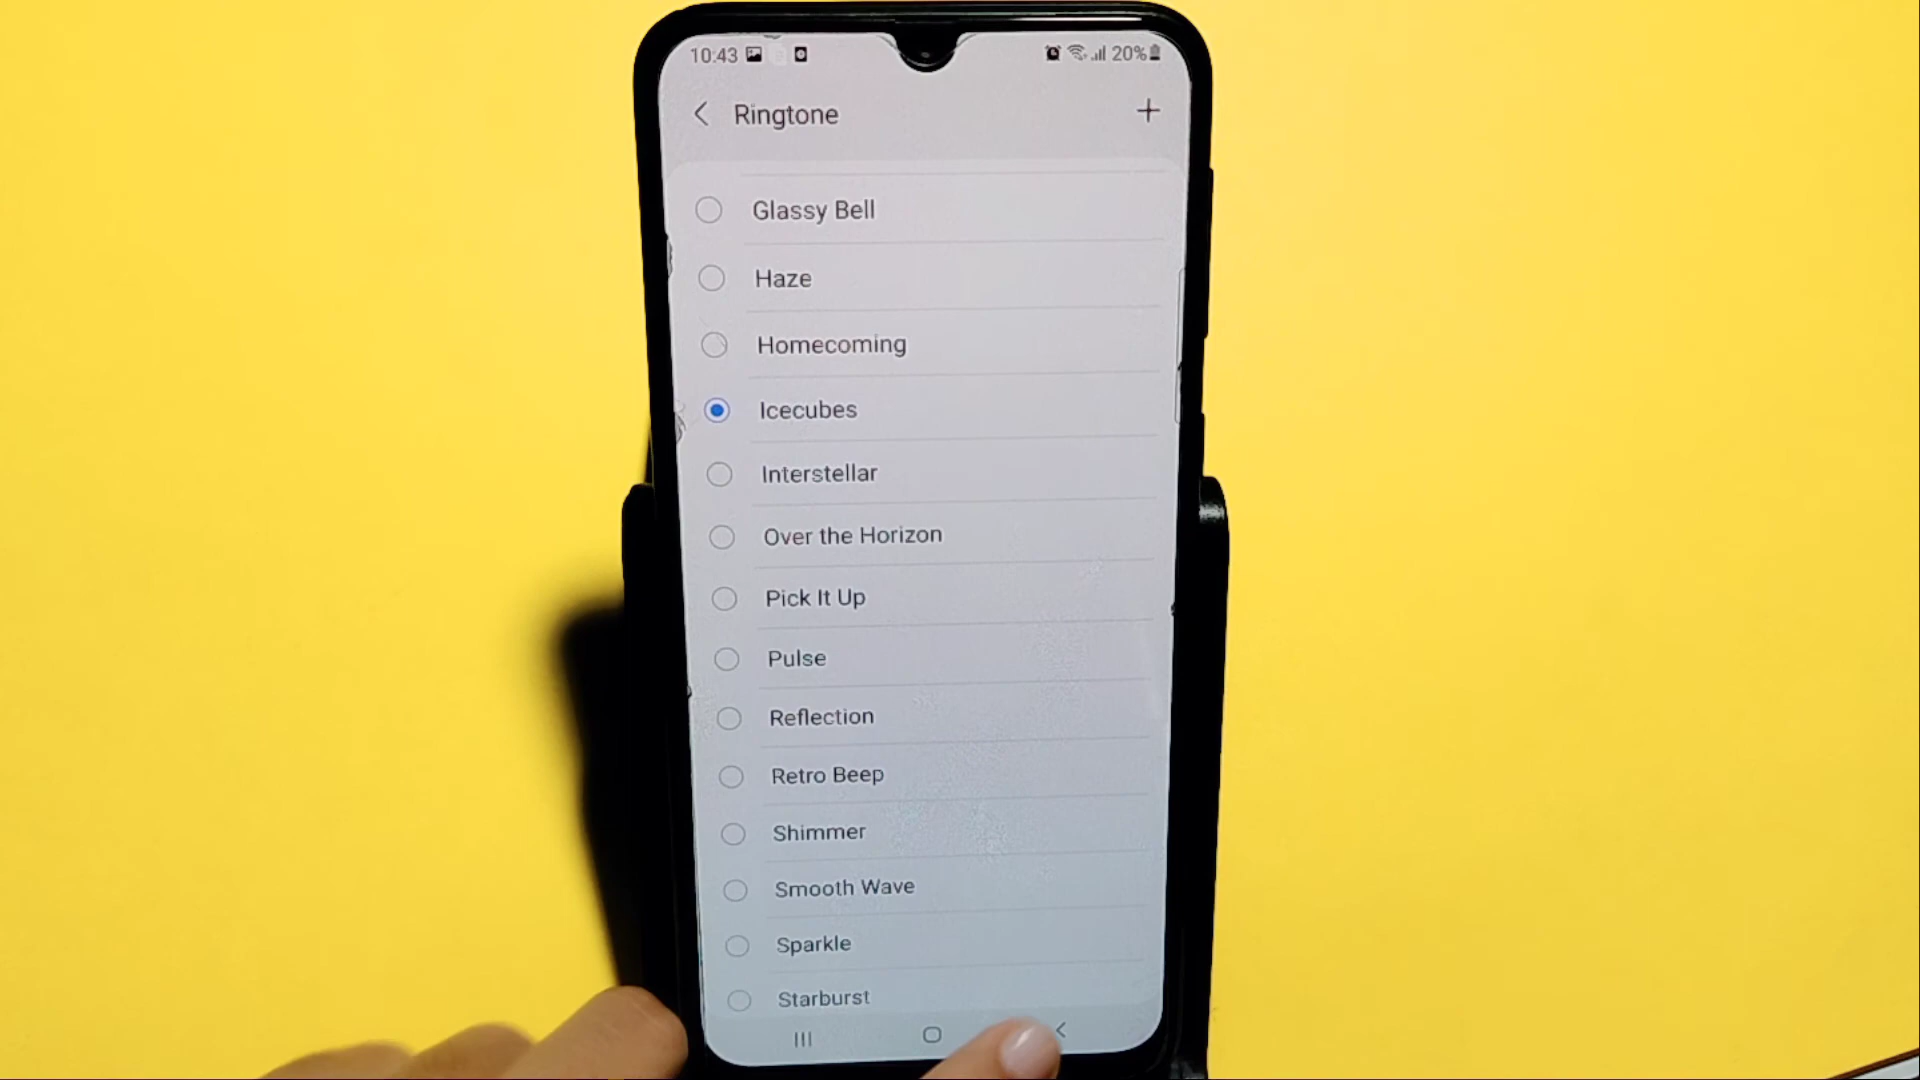 10:43 20%
Ringtone
Glassy Bell
Haze
Homecoming
Icecubes
Interstellar
Over the Horizon
Pick It Up
Pulse
Reflection
Retro Beep
Shimmer
Smooth Wave
Sparkle
Starburst